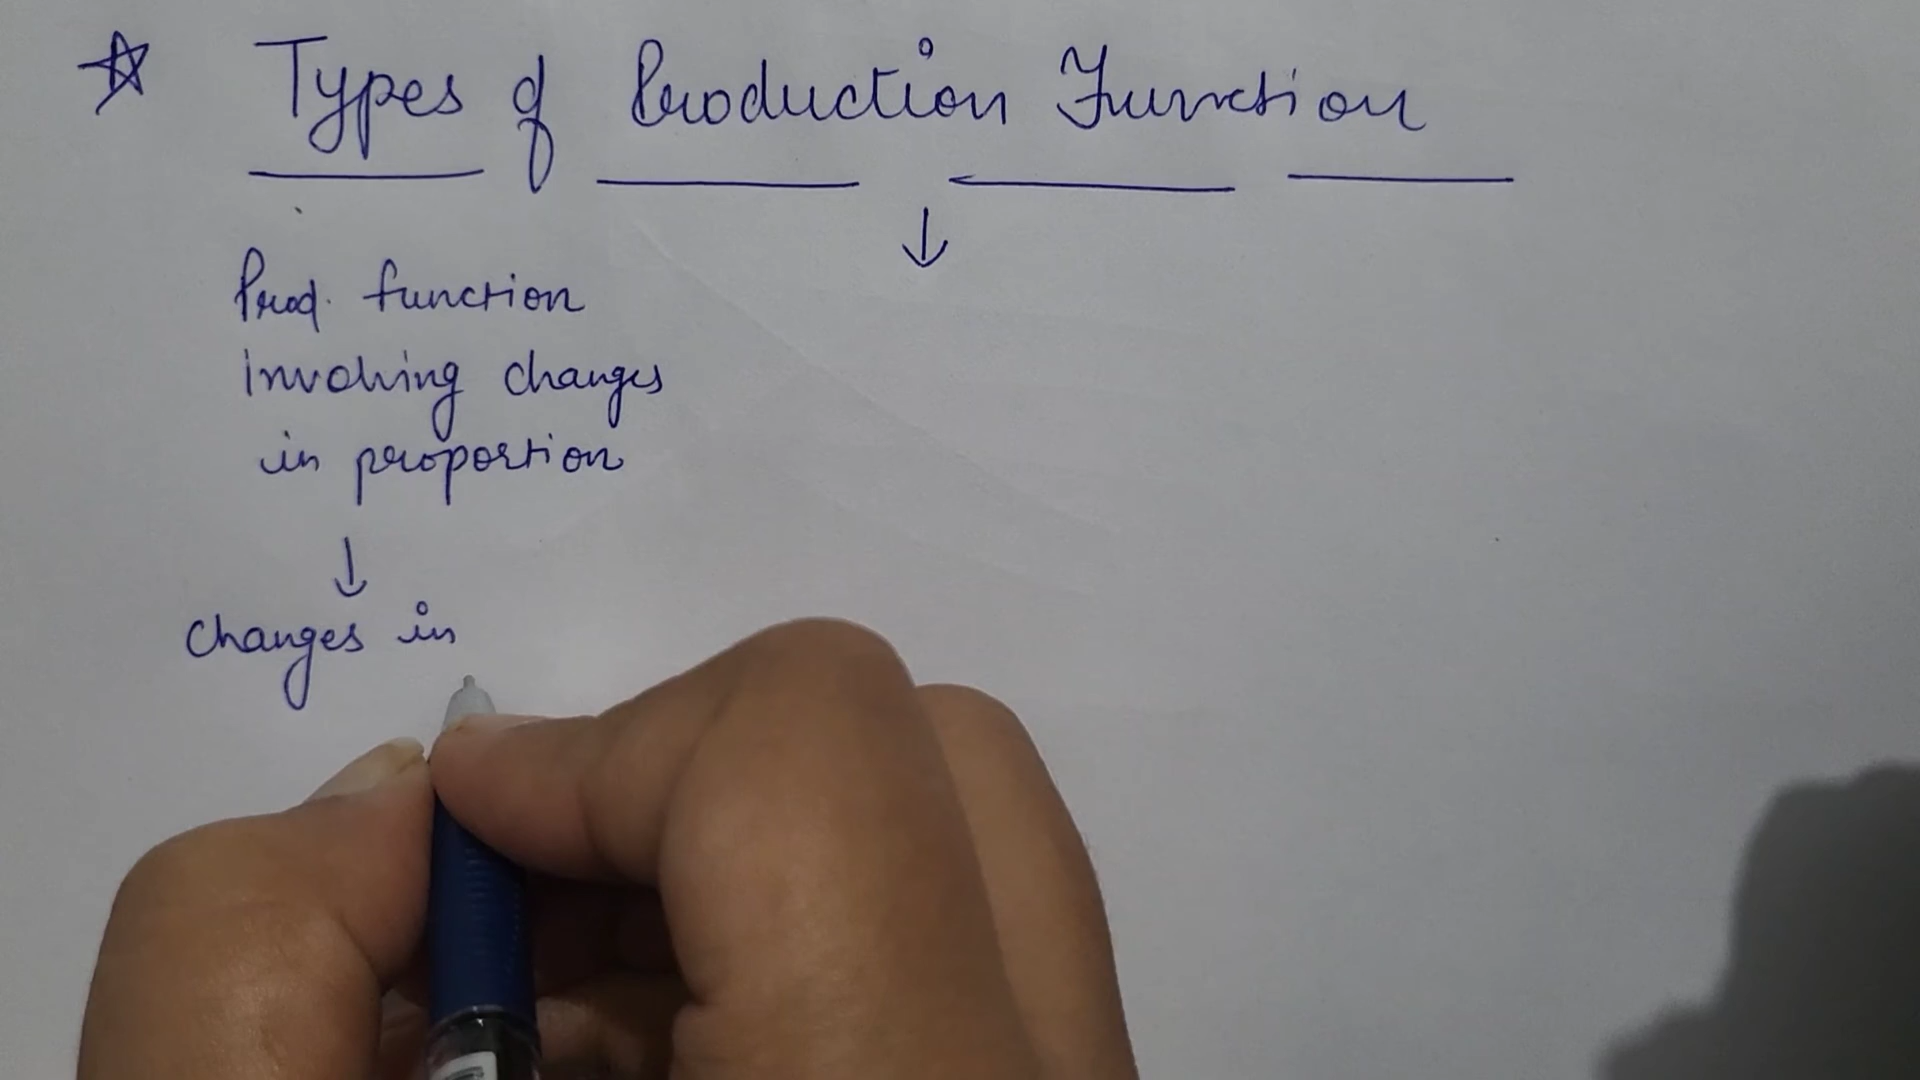 Types of Production Function
Prod. function
involving changes
in proportion
Changes in